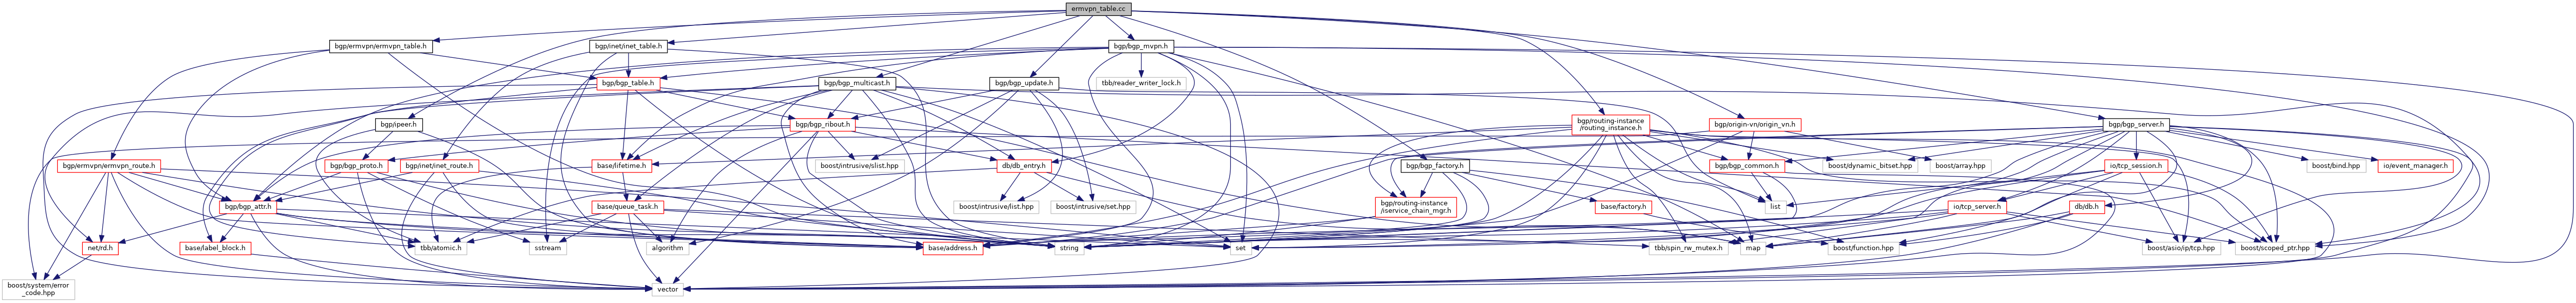 ermvpn_table.cc
bgp/ermvpn/ermvpn_table.h
bgp/inet/inet_table.h
bgp/bgp_mvpn.h
bgp/bgp_table.h
bgp/bgp_multicast.h
bgp/bgp_update.h
tbb/reader_writer_lock.h
bgp/ipeer.h
bgp/bgp_ribout.h
bgp/routing-instance
/routing_instance.h
bgp/origin-vn/origin_vn.h
bgp/bgp_server.h
bgp/ermvpn/ermvpn_route.h
bgp/bgp_proto.h
bgp/inet/inet_route.h
base/lifetime.h
boost/intrusive/slist.hpp
db/db_entry.h
bgp/bgp_factory.h
bgp/bgp_common.h
boost/dynamic_bitset.hpp
boost/array.hpp
io/tcp_session.h
boost/bind.hpp
io/event_manager.h
bgp/bgp_attr.h
base/queue_task.h
boost/intrusive/list.hpp
boost/intrusive/set.hpp
bgp/routing-instance
/iservice_chain_mgr.h
base/factory.h
list
io/tcp_server.h
db/db.h
net/rd.h
base/label_block.h
tbb/atomic.h
sstream
algorithm
base/address.h
string
set
tbb/spin_rw_mutex.h
map
boost/function.hpp
boost/asio/ip/tcp.hpp
boost/scoped_ptr.hpp
boost/system/error
_code.hpp
vector